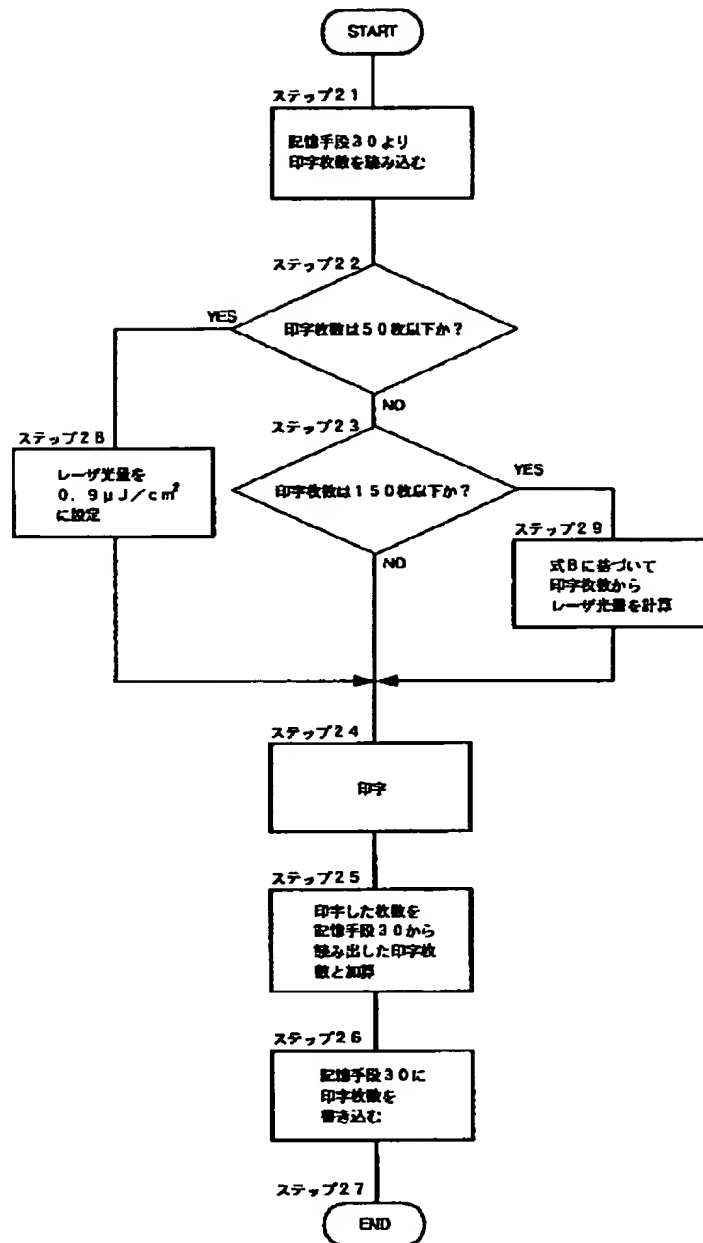 START
ステップ21
記憶手段30より
印字枚数を読み込む
ステップ22
印字枚数は50枚以下か?
YES
NO
ステップ28
レーザ光量を
0.9μJ/cm²
に設定
ステップ23
印字枚数は150枚以下か?
YES
NO
ステップ29
式Bに基づいて
印字枚数から
レーザ光量を計算
ステップ24
印字
ステップ25
印字した枚数を
記憶手段30から
読み出した印字枚
数と加算
ステップ26
記憶手段30に
印字枚数を
書き込む
ステップ27
END